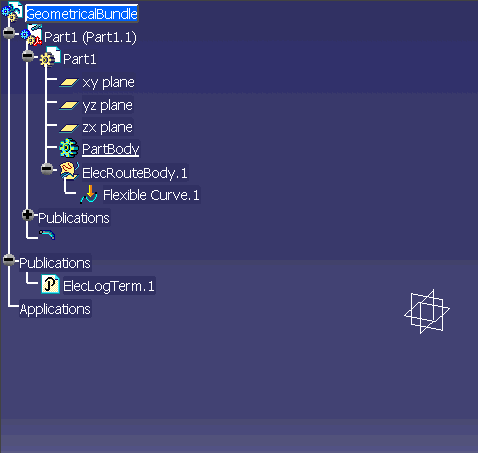 GeometricalBundle
Part1 (Part1.1)
Part1
xy plane
yz plane
zx plane
PartBody
ElecRouteBody.1
Flexible Curve.1
Publications
Publications
ElecLogTerm.1
Applications